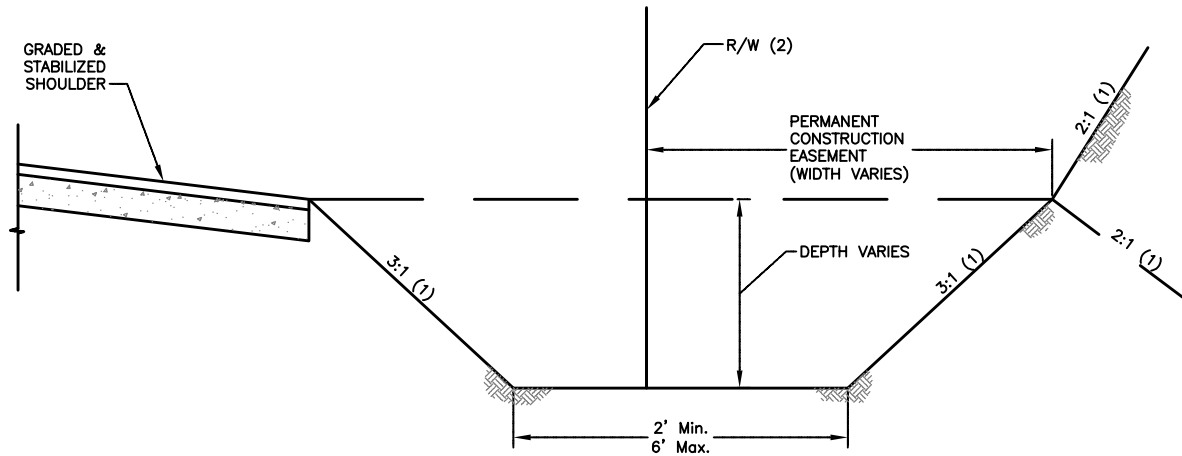 GRADED &
STABILIZED
SHOULDER
R/W (2)
PERMANENT
CONSTRUCTION
EASEMENT
(WIDTH VARIES)
2:1 (1)
DEPTH VARIES
2:1 (1)
3:1 (1)
3:1 (1)
2' Min.
6' Max.